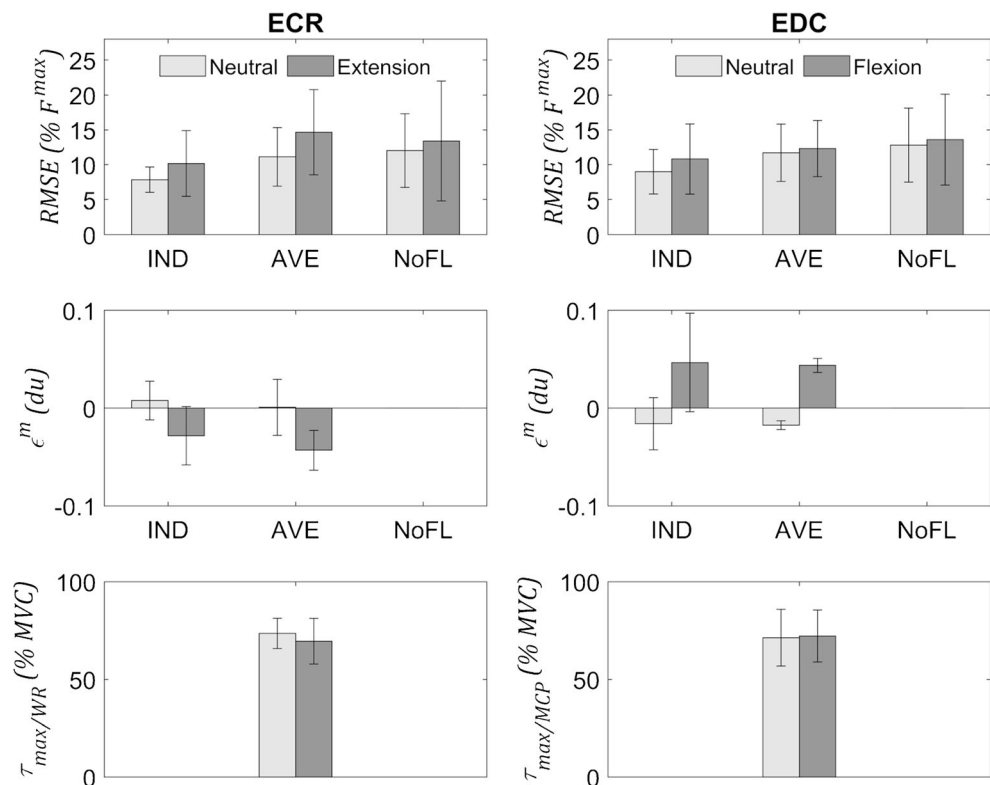 ECR
RMSE (% F^max)
25
20
15
10
5
0
Neutral
Extension
IND
AVE
NoFL
EDC
RMSE (% F^max)
25
20
15
10
5
0
Neutral
Flexion
IND
AVE
NoFL
ϵ^m (du)
0.1
0
-0.1
IND
AVE
NoFL
ϵ^m (du)
0.1
0
-0.1
IND
AVE
NoFL
τ_max/WR (% MVC)
100
50
0
τ_max/MCP (% MVC)
100
50
0